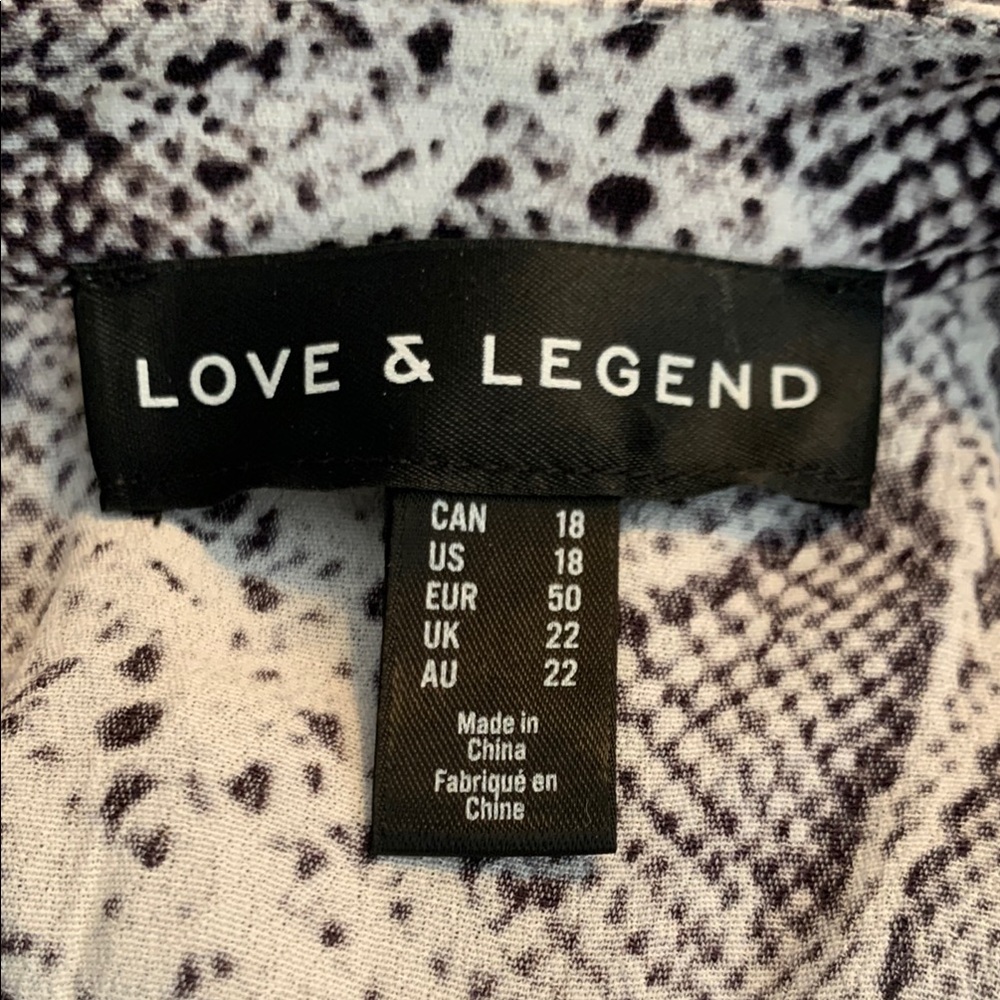 LOVE & LEGEND
CAN 18
US 18
EUR 50
UK 22
AU 22
Made in
China
Fabriqué en
Chine